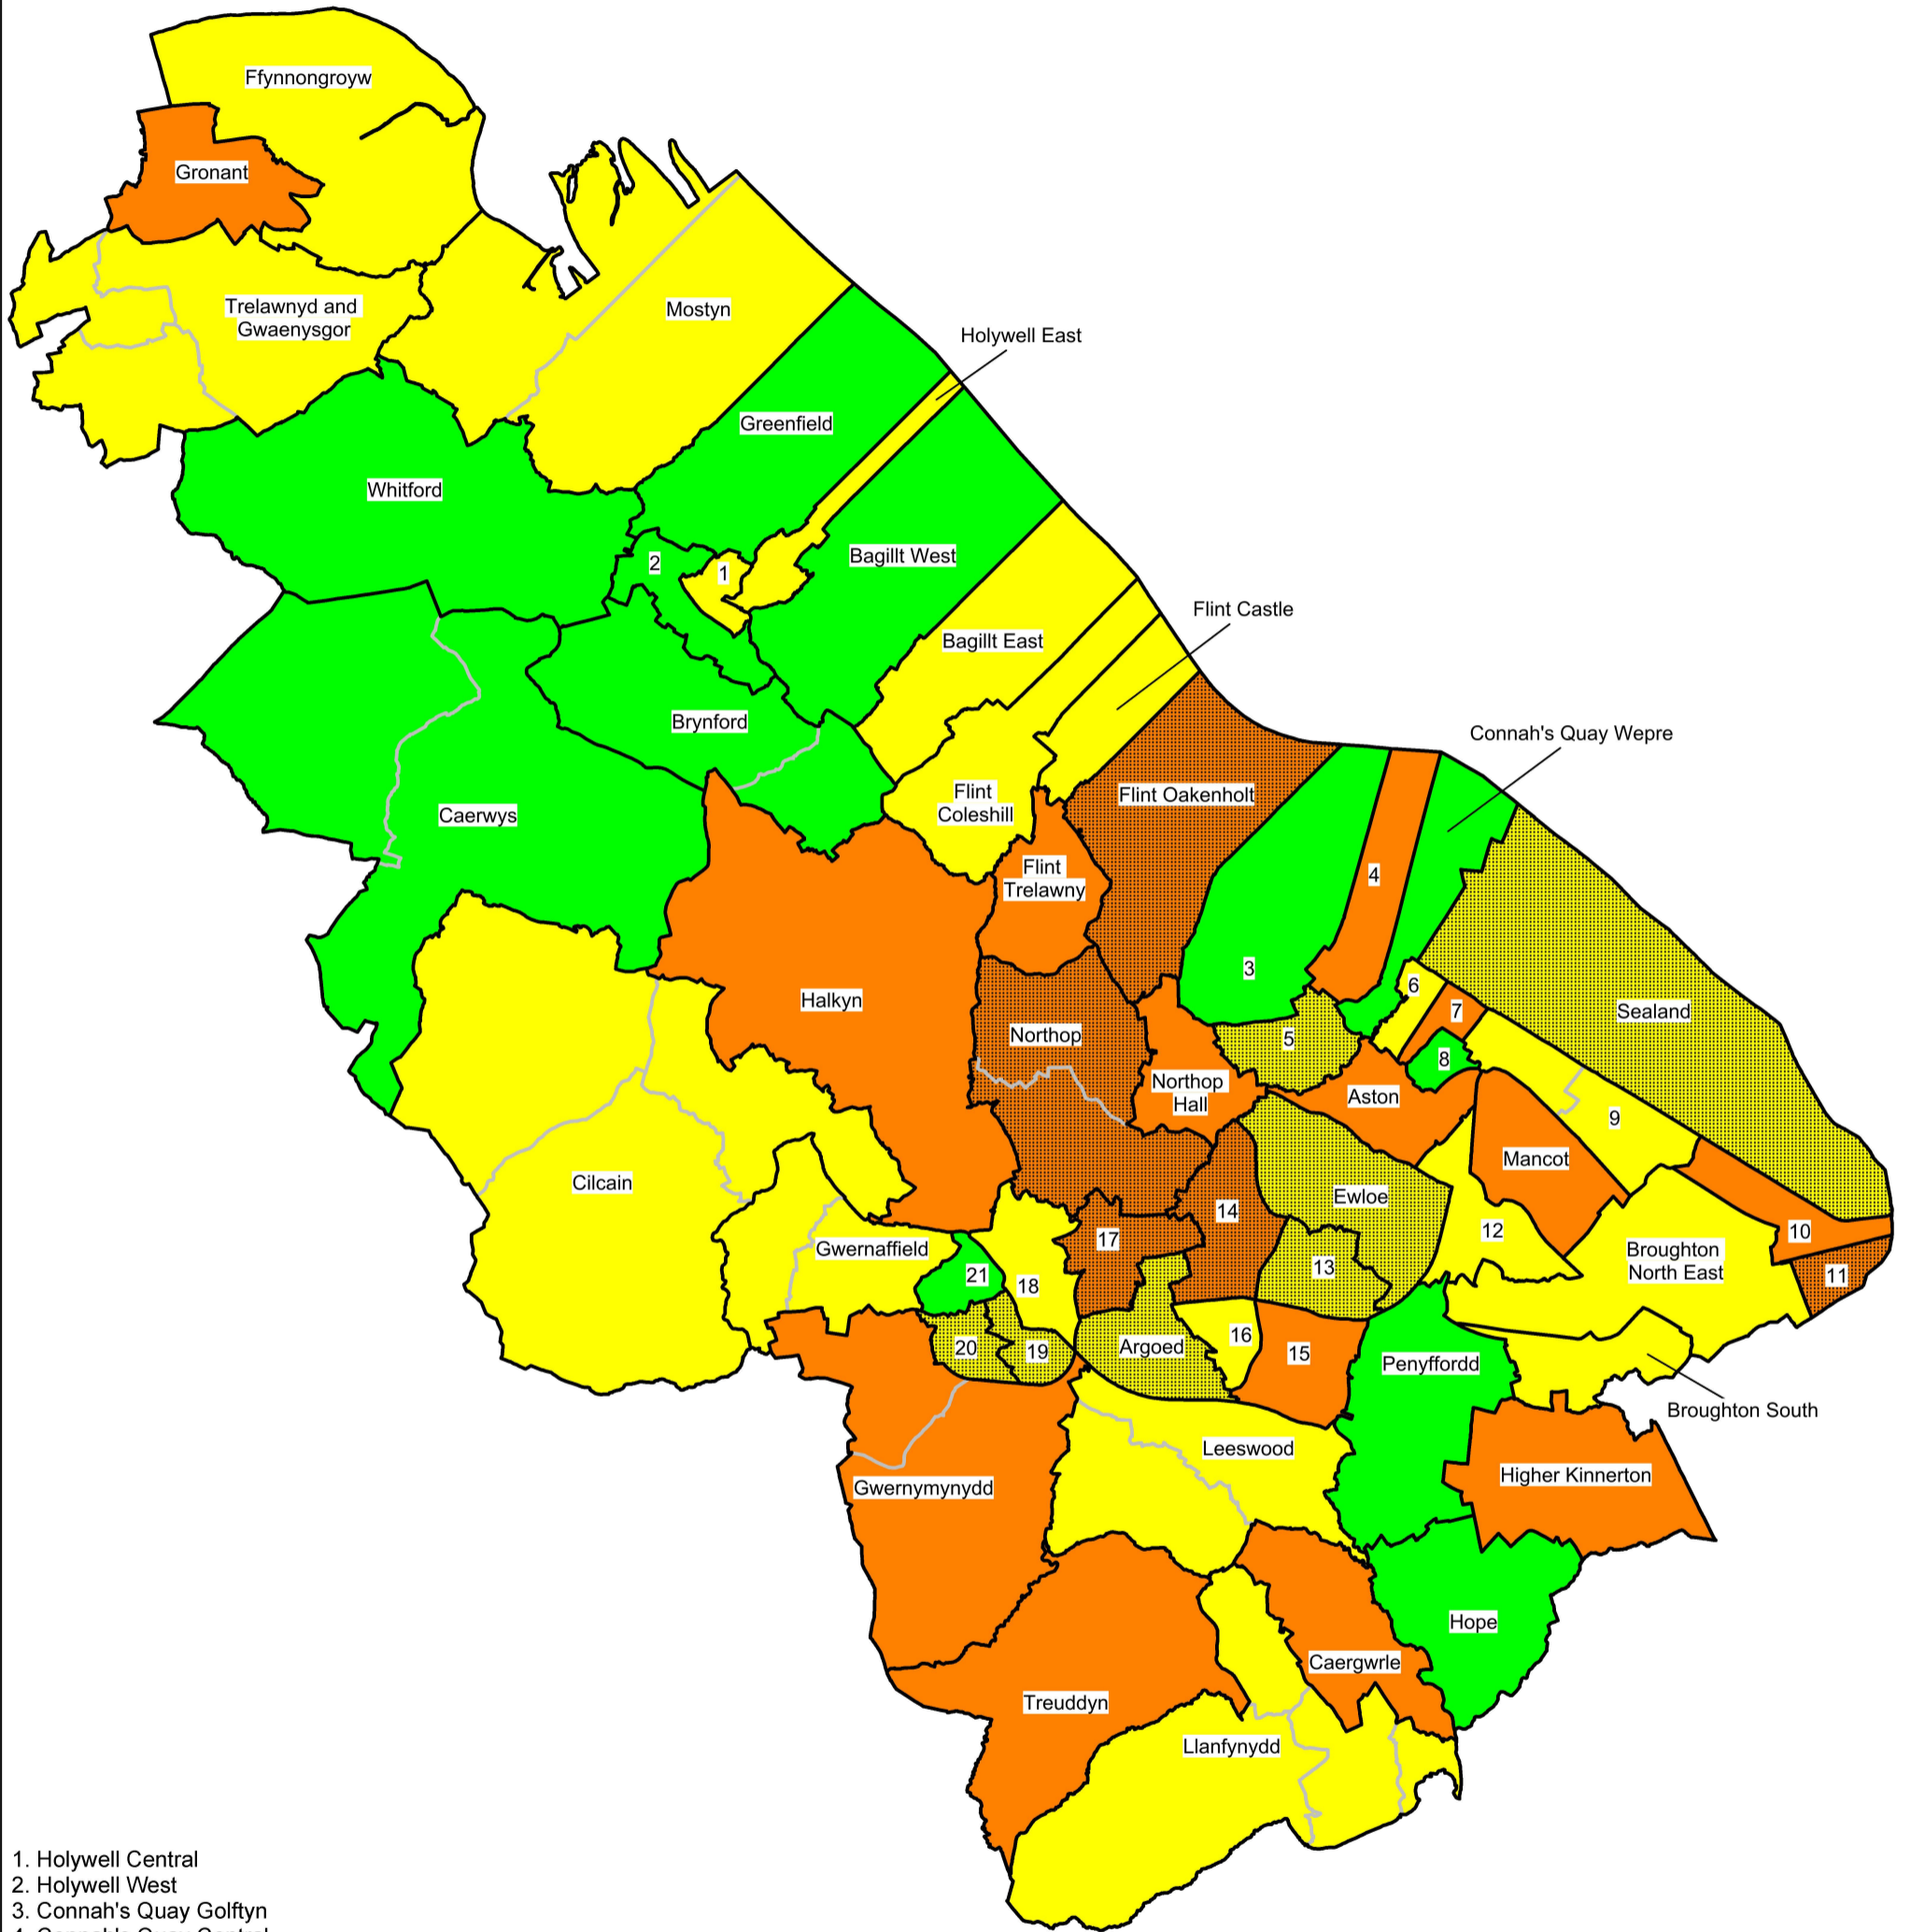 Ffynnongroyw
Gronant
Trelawnyd and
Gwaenysgor
Mostyn
Holywell East
Greenfield
Whitford
Bagillt West
2
1
Flint Castle
Bagillt East
Brynford
Connah's Quay Wepre
Flint Oakenholt
Flint
Coleshill
Caerwys
Flint
Trelawny
4
3
6
Halkyn
7
Sealand
Northop
5
8
Northop
Hall
Aston
9
Mancot
Cilcain
Ewloe
14
12
10
17
Gwernaffield
Broughton
North East
13
21
11
18
16
Argoed
20
19
15
Penyffordd
Broughton South
Leeswood
Higher Kinnerton
Gwernymynydd
Hope
Caergwrle
Treuddyn
Llanfynydd
1. Holywell Central
2. Holywell West
3. Connah's Quay Golftyn